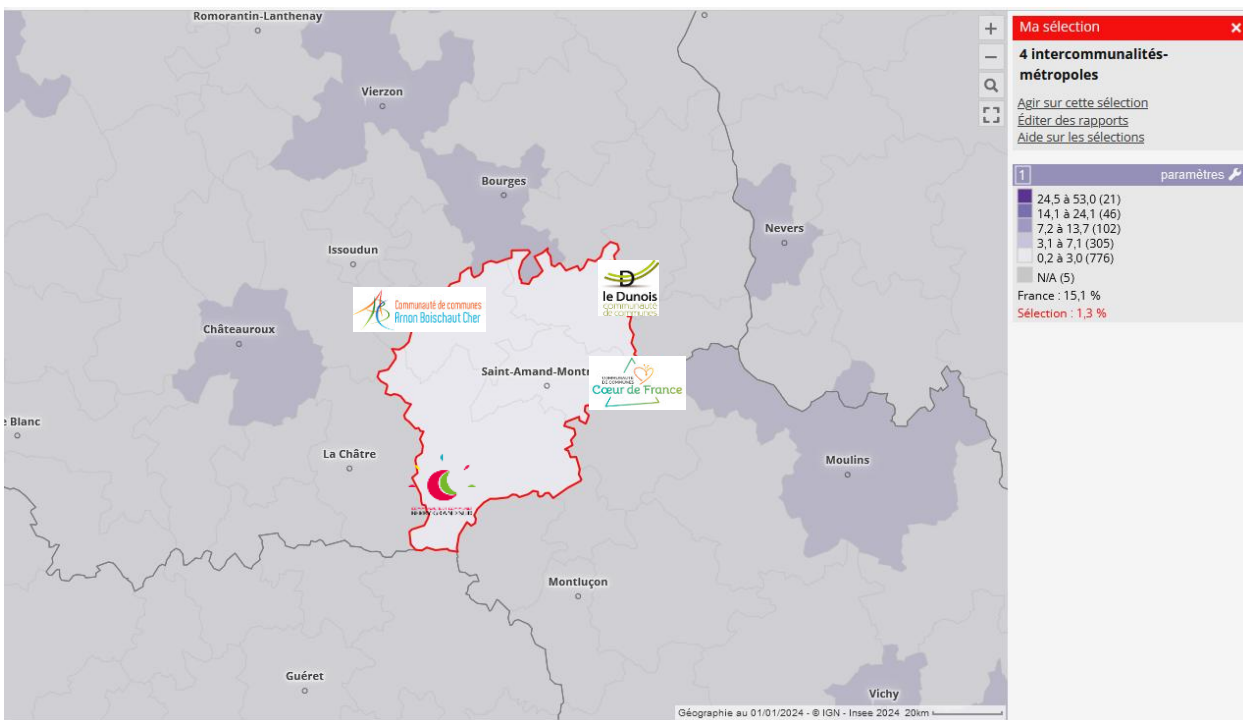 Romorantin-Lanthenay
Vierzon
Bourges
Nevers
Issoudun
Communauté de communes
Arnon Boischaut Cher
D
le Dunois
communauté
de communes
Châteauroux
Saint-Amand-Montr
COMMUNAUTÉ
DE COMMUNES
Cœur de France
e Blanc
La Châtre
Moulins
BERRY GRAND SUD
Montluçon
Guéret
Vichy
Géographie au 01/01/2024 - © IGN - Insee 2024 20km
+
−
Ma sélection ×
4 intercommunalités-
métropoles
Agir sur cette sélection
Éditer des rapports
Aide sur les sélections
1 paramètres
24,5 à 53,0 (21)
14,1 à 24,1 (46)
7,2 à 13,7 (102)
3,1 à 7,1 (305)
0,2 à 3,0 (776)
N/A (5)
France : 15,1 %
Sélection : 1,3 %